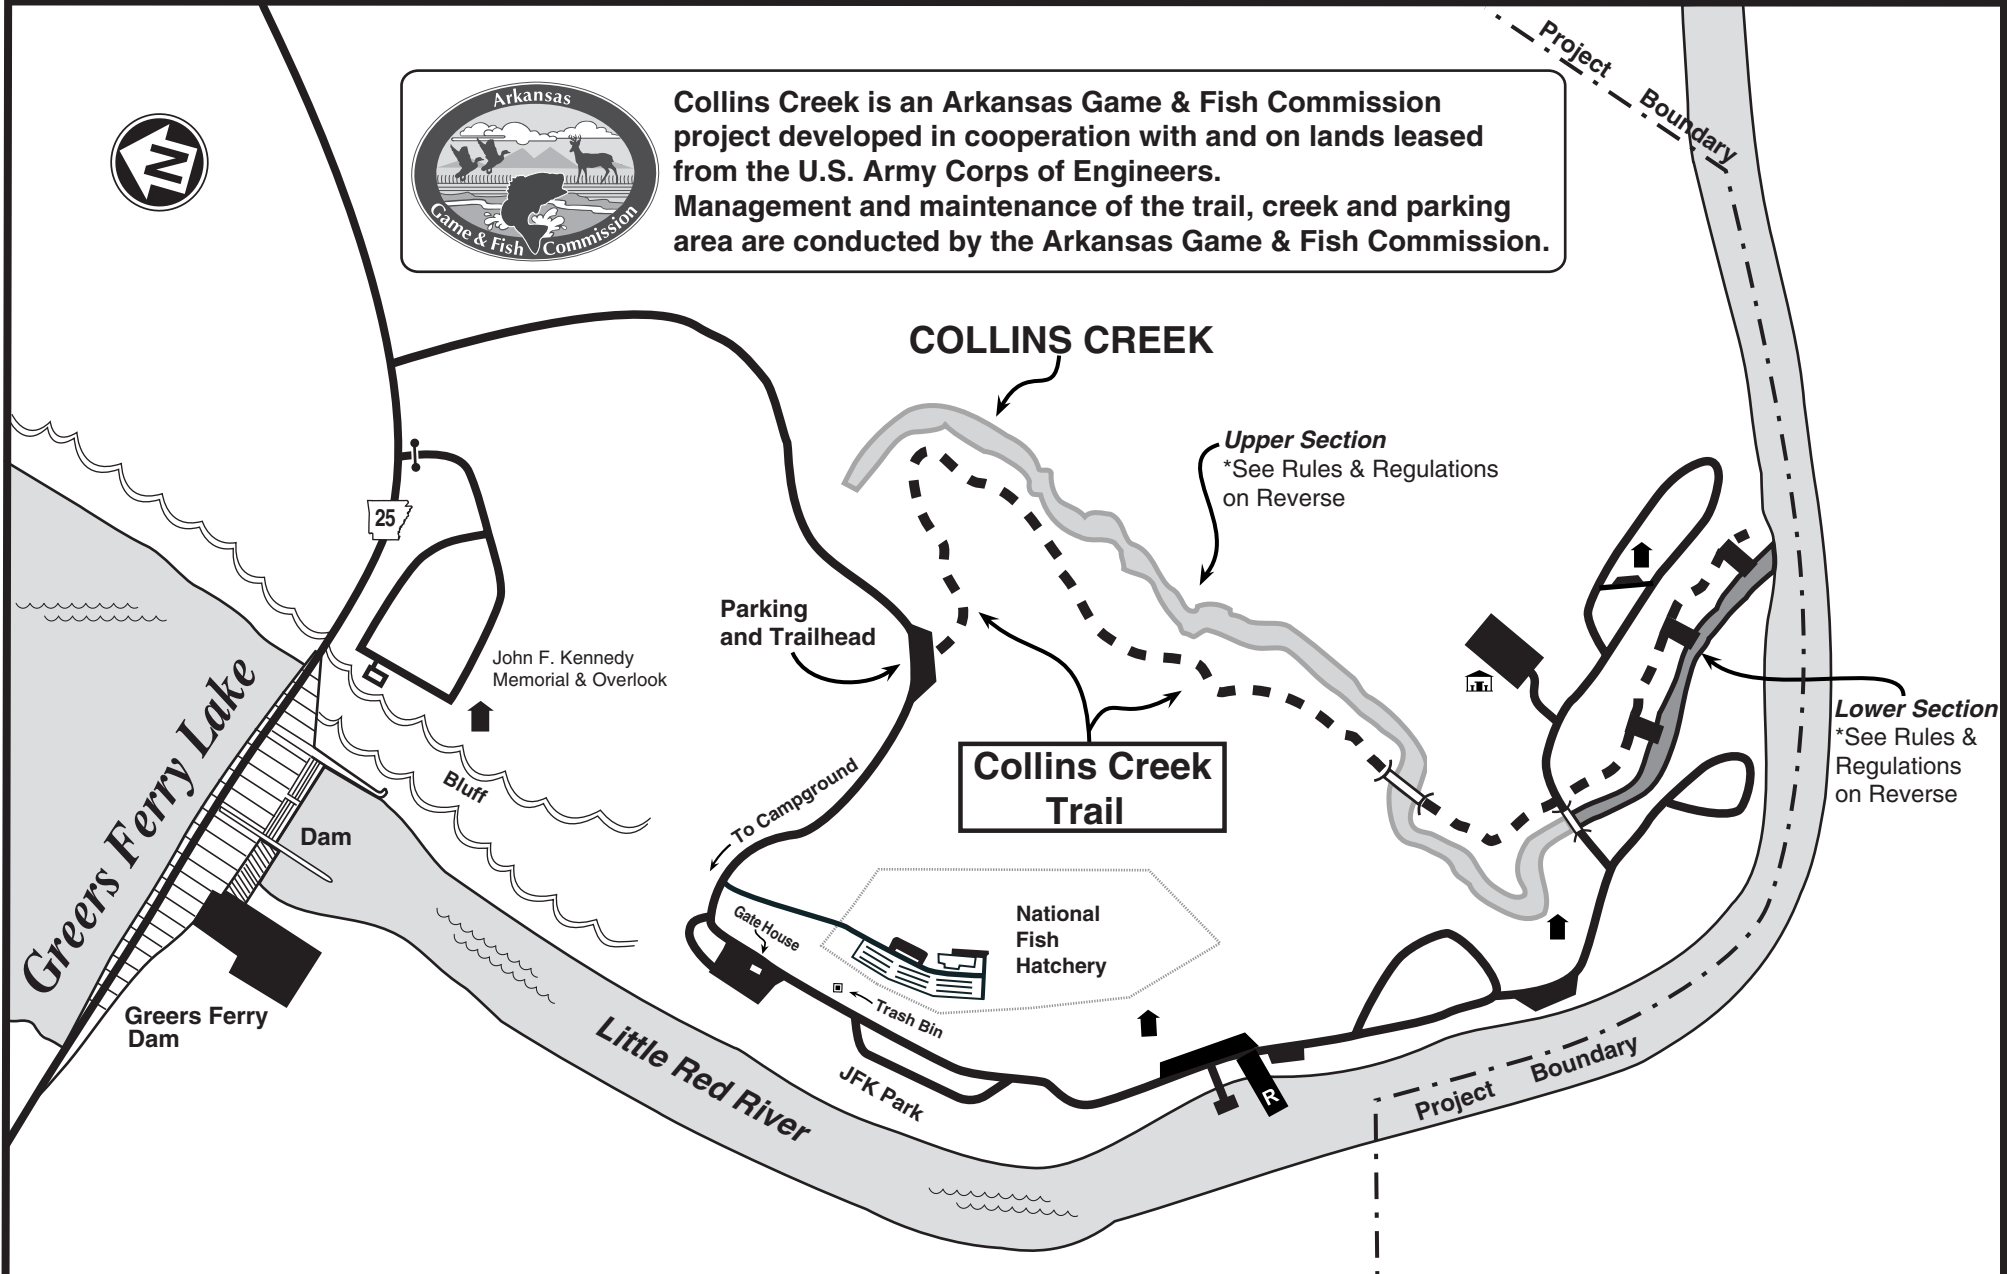 Project
Boundary
N
Arkansas
Game & Fish Commission
Collins Creek is an Arkansas Game & Fish Commission
project developed in cooperation with and on lands leased
from the U.S. Army Corps of Engineers.
Management and maintenance of the trail, creek and parking
area are conducted by the Arkansas Game & Fish Commission.
COLLINS CREEK
Upper Section
*See Rules & Regulations
on Reverse
25
Parking
and Trailhead
John F. Kennedy
Memorial & Overlook
Greers Ferry Lake
Lower Section
*See Rules &
Regulations
on Reverse
Collins Creek
Trail
Bluff
To Campground
Dam
Gate House
National
Fish
Hatchery
Trash Bin
Greers Ferry
Dam
Little Red River
JFK Park
R
Project Boundary